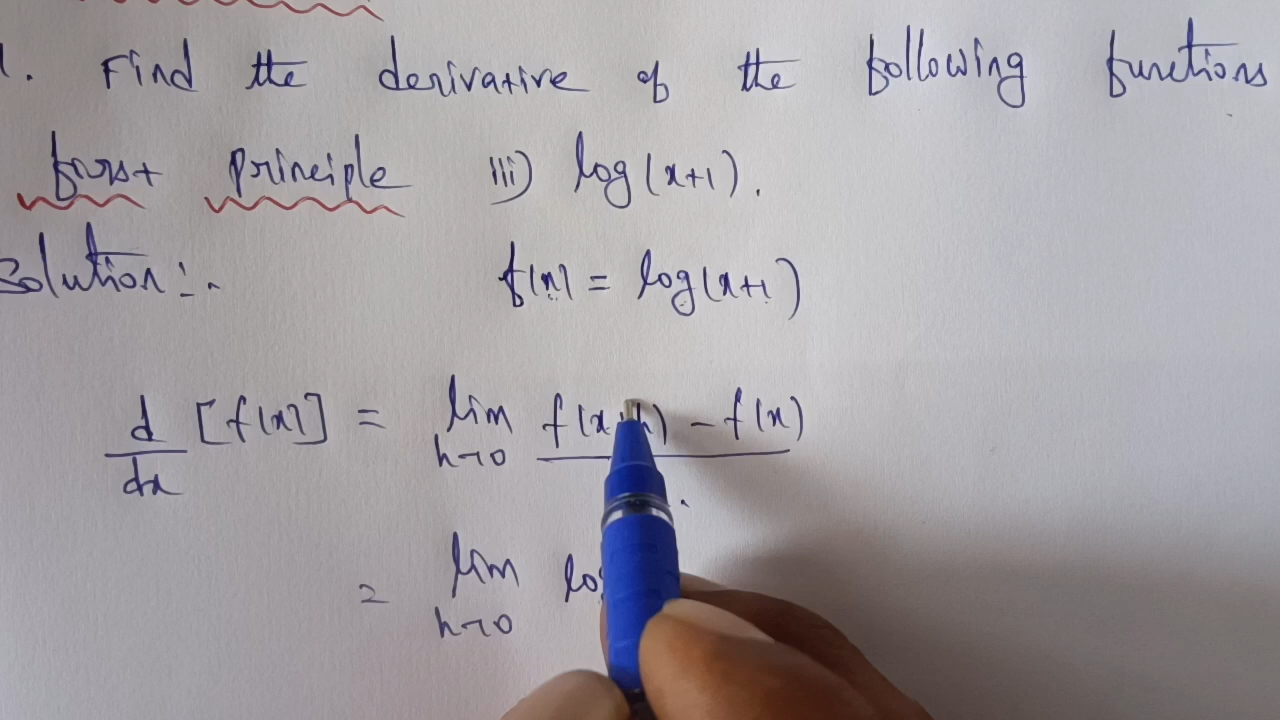 1. Find the derivative of the following functions
first principle iii) log(x+1).
Solution:-
f(x) = log(x+1)
d/dx [f(x)] = lim h→0 f(x+h) - f(x)
= lim h→0